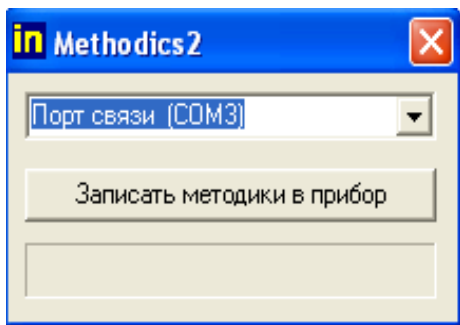 in Methodics2
Порт связи (COM3)
Записать методики в прибор